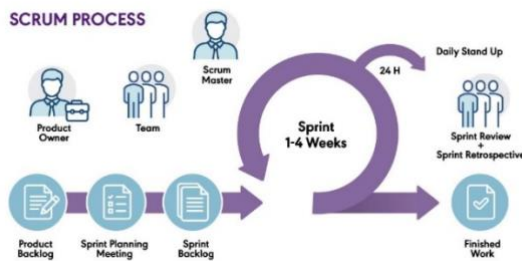 SCRUM PROCESS
Scrum
Master
Product
Owner
Team
Daily Stand Up
24 H
Sprint
1-4 Weeks
Sprint Review
+
Sprint Retrospective
Product
Backlog
Sprint Planning
Meeting
Sprint
Backlog
Finished
Work